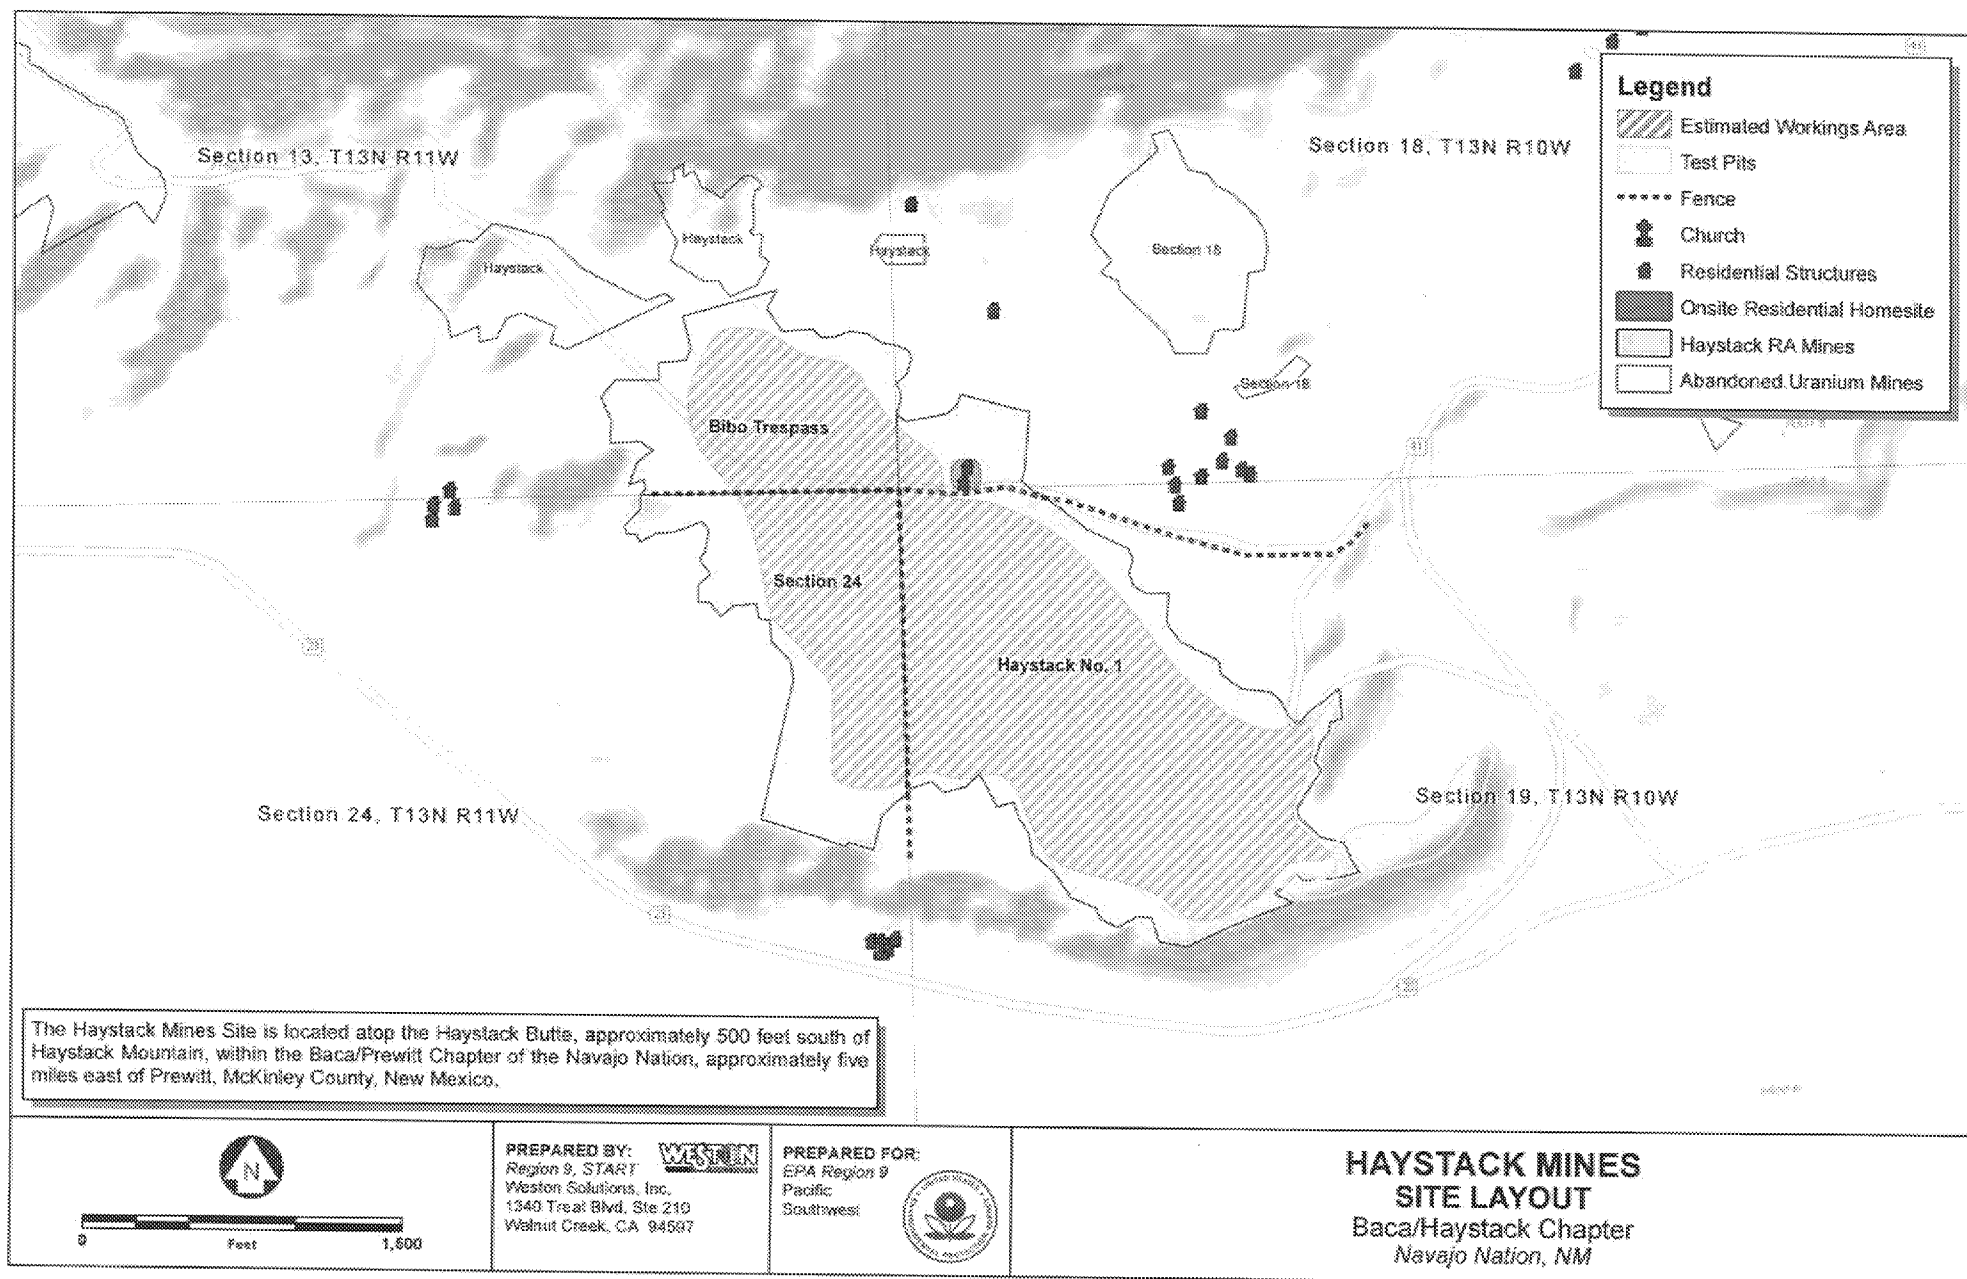 Legend
Estimated Workings Area
Test Pits
Fence
Church
Residential Structures
Onsite Residential Homesite
Haystack RA Mines
Abandoned Uranium Mines
Section 13, T13N R11W
Section 18, T13N R10W
Haystack
Haystack
Haystack
Section 18
Section 18
Bibo Trespass
Section 24
Haystack No. 1
Section 24, T13N R11W
Section 19, T13N R10W
The Haystack Mines Site is located atop the Haystack Butte, approximately 500 feet south of
Haystack Mountain, within the Baca/Prewitt Chapter of the Navajo Nation, approximately five
miles east of Prewitt, McKinley County, New Mexico.
N
0
Feet
1,600
PREPARED BY:
WESTON
Region 9, START
Weston Solutions, Inc.
1340 Treat Blvd, Ste 210
Walnut Creek, CA 94597
PREPARED FOR:
EPA Region 9
Pacific
Southwest
HAYSTACK MINES
SITE LAYOUT
Baca/Haystack Chapter
Navajo Nation, NM